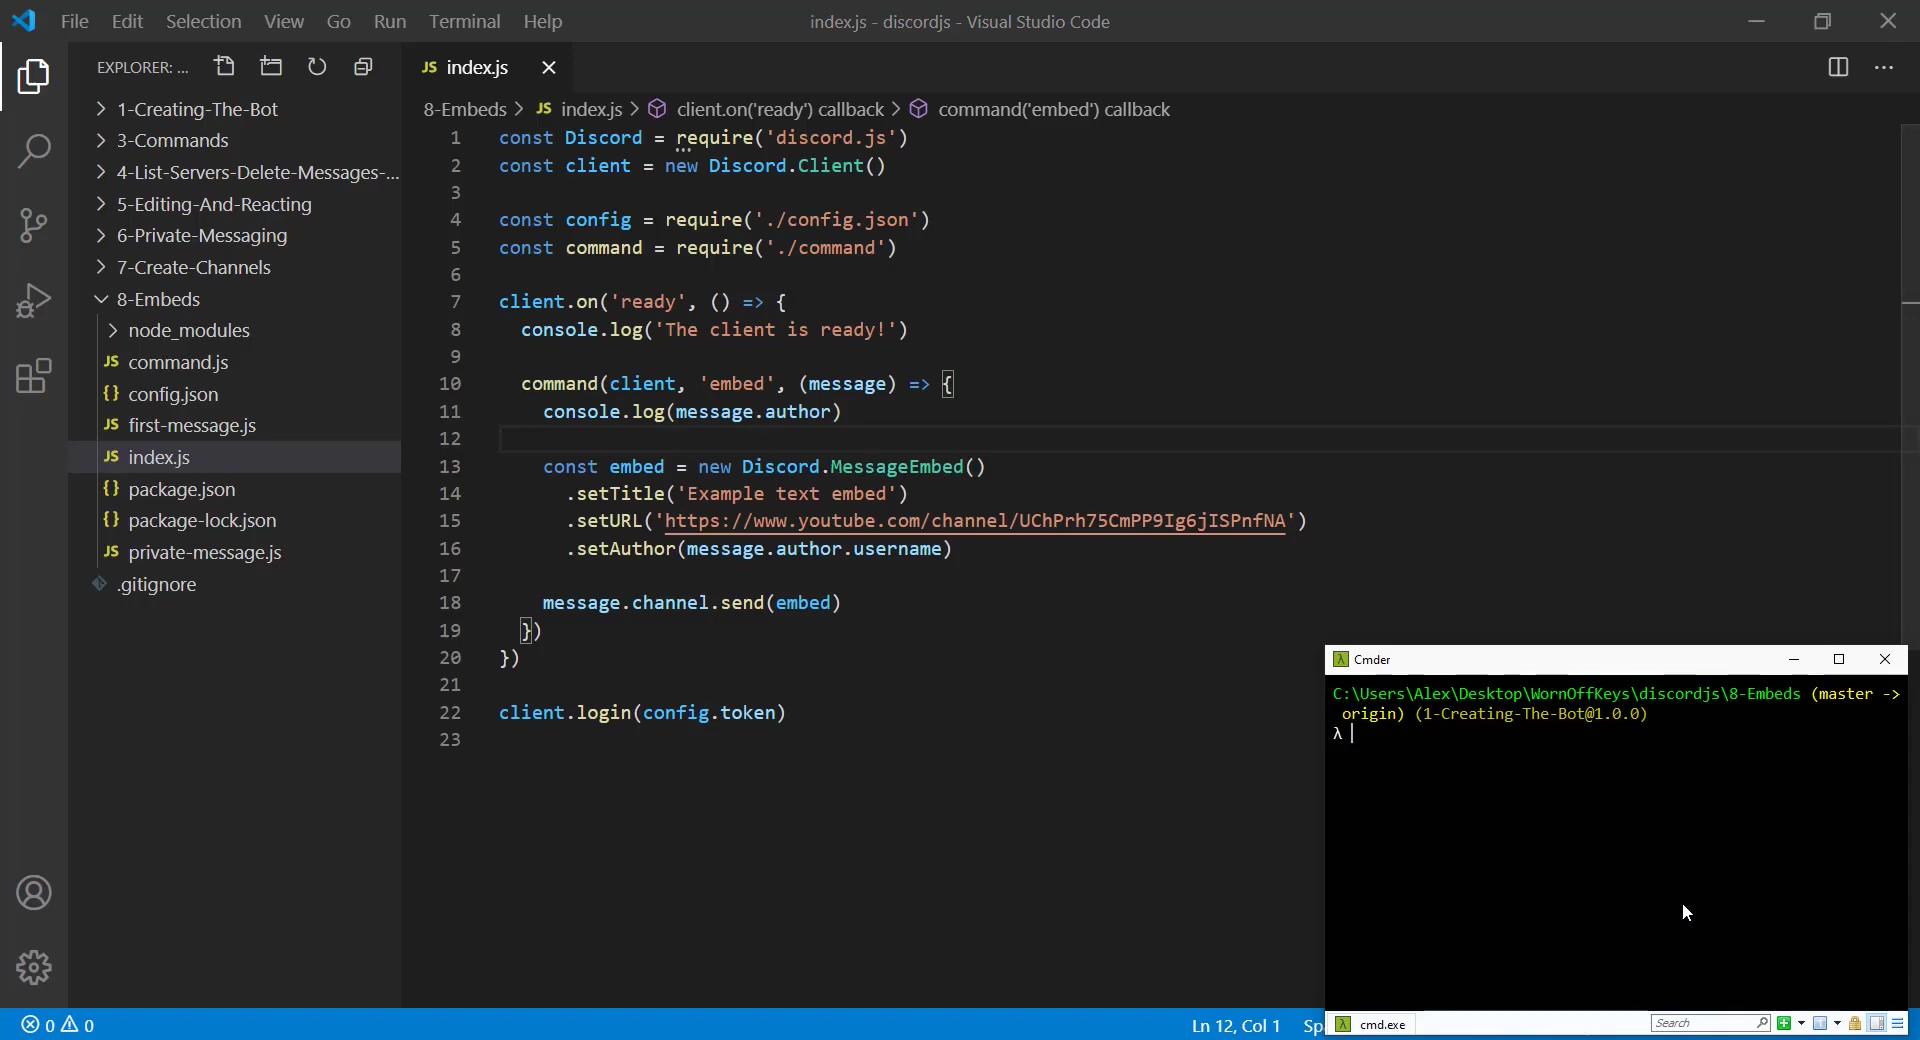 File Edit Selection View Go Run Terminal Help
index.js - discordjs - Visual Studio Code
EXPLORER: ...
JS index.js
8-Embeds > JS index.js > client.on('ready') callback > command('embed') callback
1-Creating-The-Bot
3-Commands
4-List-Servers-Delete-Messages-...
5-Editing-And-Reacting
6-Private-Messaging
7-Create-Channels
8-Embeds
node_modules
JS command.js
{} config.json
JS first-message.js
JS index.js
{} package.json
{} package-lock.json
JS private-message.js
.gitignore
1 const Discord = require('discord.js')
2 const client = new Discord.Client()
3
4 const config = require('./config.json')
5 const command = require('./command')
6
7 client.on('ready', () => {
8 console.log('The client is ready!')
9
10 command(client, 'embed', (message) => {
11 console.log(message.author)
12
13 const embed = new Discord.MessageEmbed()
14 .setTitle('Example text embed')
15 .setURL('https://www.youtube.com/channel/UChPrh75CmPP9Ig6jISPnfNA')
16 .setAuthor(message.author.username)
17
18 message.channel.send(embed)
19 })
20 })
21
22 client.login(config.token)
23
λ Cmder
C:\Users\Alex\Desktop\WornOffKeys\discordjs\8-Embeds (master ->
origin) (1-Creating-The-Bot@1.0.0)
λ
λ cmd.exe
Search
0 0
Ln 12, Col 1 Sp